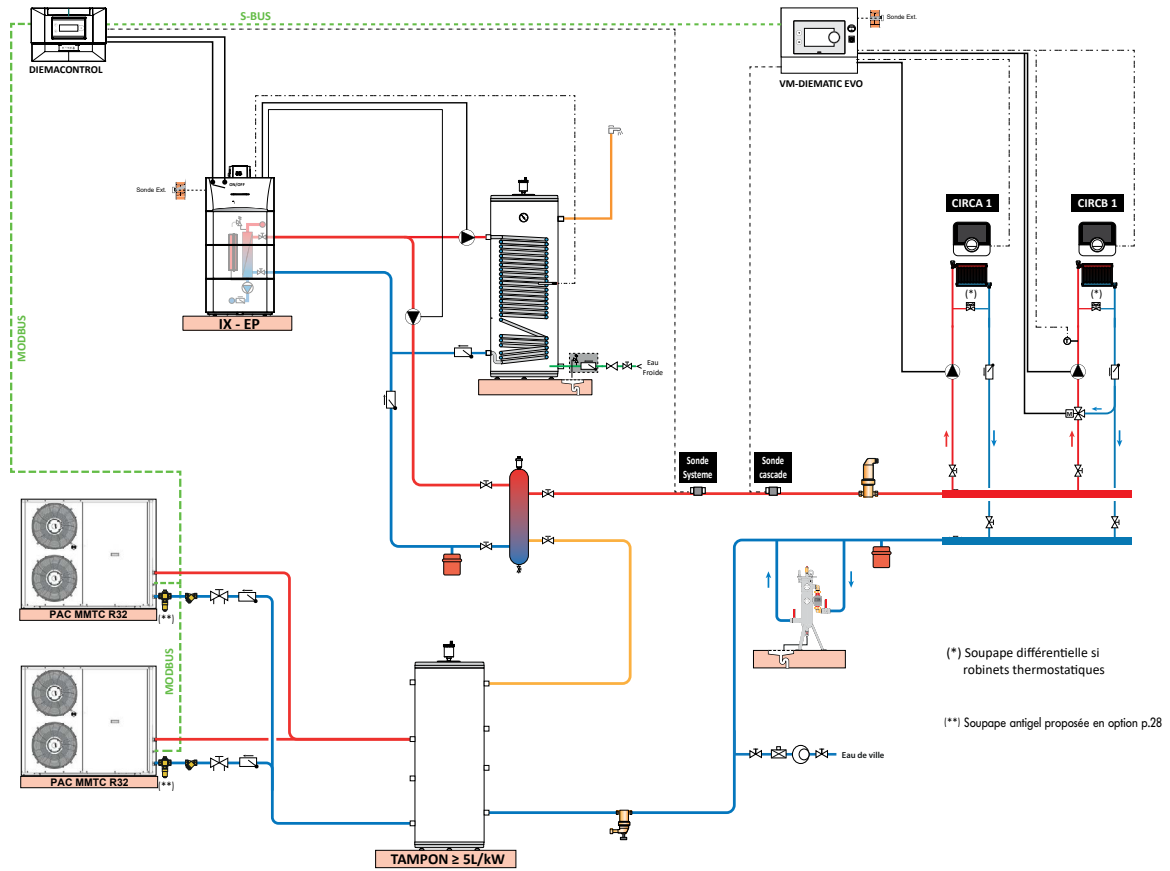 S-BUS
Sonde Ext.
DIEMACONTROL
VM-DIEMATIC EVO
ON/OFF
Sonde Ext.
CIRCA 1
CIRCB 1
(*)
(*)
IX - EP
MODBUS
Eau
Froide
T
M
Sonde
Systeme
Sonde
cascade
PAC MMTC R32
(**)
MODBUS
PAC MMTC R32
(**)
(*) Soupape différentielle si
robinets thermostatiques
(**) Soupape antigel proposée en option p.28
Eau de ville
TAMPON ≥ 5L/kW